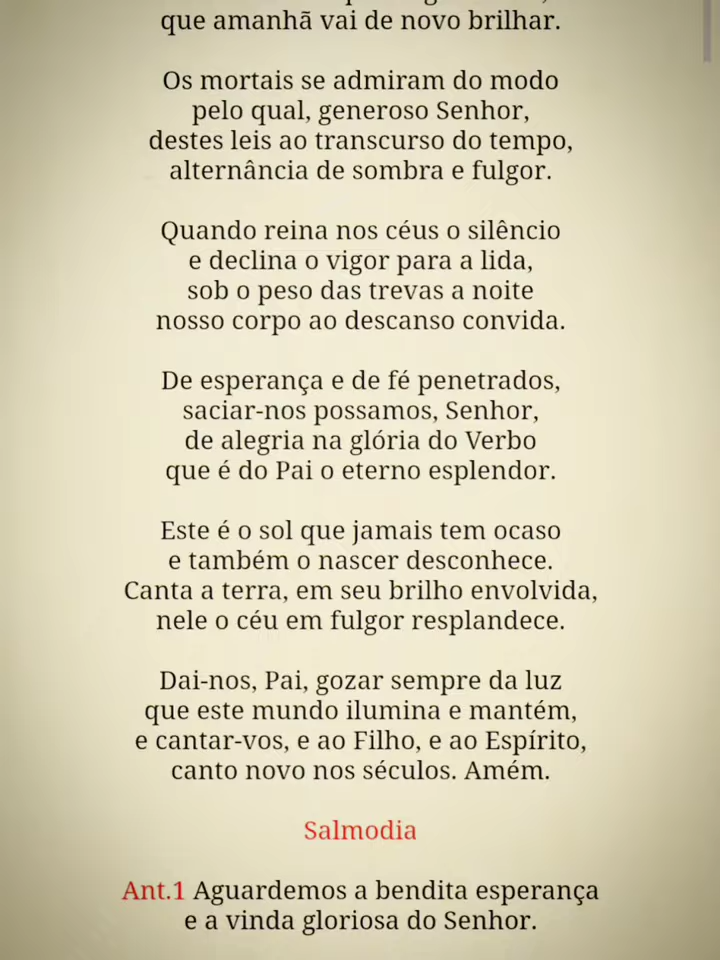 que amanhã vai de novo brilhar.
Os mortais se admiram do modo
pelo qual, generoso Senhor,
destes leis ao transcurso do tempo,
alternância de sombra e fulgor.
Quando reina nos céus o silêncio
e declina o vigor para a lida,
sob o peso das trevas a noite
nosso corpo ao descanso convida.
De esperança e de fé penetrados,
saciar-nos possamos, Senhor,
de alegria na glória do Verbo
que é do Pai o eterno esplendor.
Este é o sol que jamais tem ocaso
e também o nascer desconhece.
Canta a terra, em seu brilho envolvida,
nele o céu em fulgor resplandece.
Dai-nos, Pai, gozar sempre da luz
que este mundo ilumina e mantém,
e cantar-vos, e ao Filho, e ao Espírito,
canto novo nos séculos. Amém.
Salmodia
Ant.1 Aguardemos a bendita esperança
e a vinda gloriosa do Senhor.